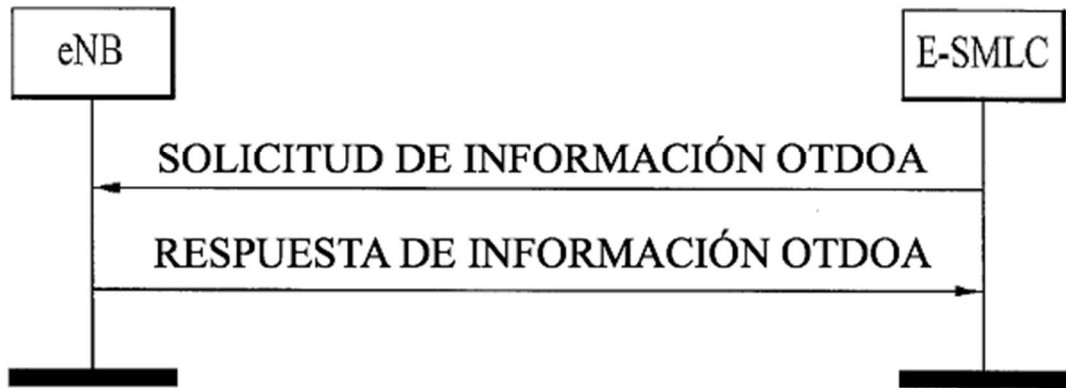 eNB
E-SMLC
SOLICITUD DE INFORMACIÓN OTDOA
RESPUESTA DE INFORMACIÓN OTDOA